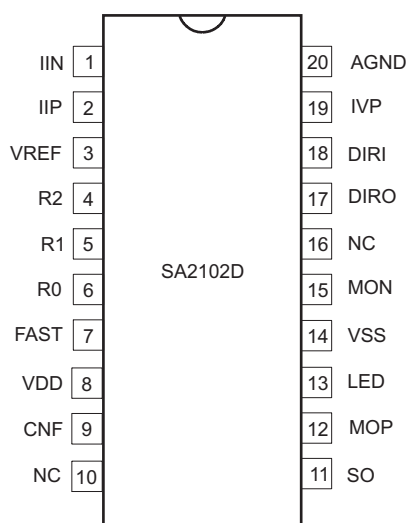 IIN 1 20 AGND
IIP 2 19 IVP
VREF 3 18 DIRI
R2 4 17 DIRO
R1 5 16 NC
SA2102D
R0 6 15 MON
FAST 7 14 VSS
VDD 8 13 LED
CNF 9 12 MOP
NC 10 11 SO